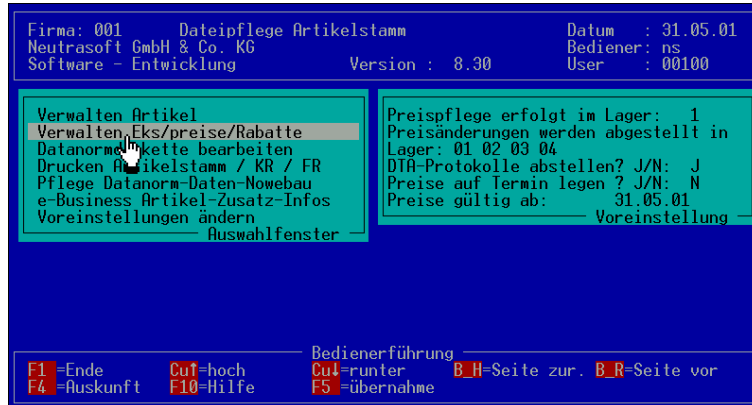 Firma: 001 Dateipflege Artikelstamm Datum : 31.05.01
Neutrasoft GmbH & Co. KG Bediener: ns
Software - Entwicklung Version : 8.30 User : 00100
Verwalten Artikel
Verwalten Eks/preise/Rabatte
bearbeiten
Drucken Artikelstamm / KR / FR
Pflege Datanorm-Daten-Nowebau
e-Business Artikel-Zusatz-Infos
Voreinstellungen ändern
Auswahlfenster
Preispflege erfolgt im Lager: 1
Preisänderungen werden abgestellt in
Lager: 01 02 03 04
DTA-Protokolle abstellen? J/N: J
Preise auf Termin legen ? J/N: N
Preise gültig ab: 31.05.01
Voreinstellung
Bedienerführung
F1 =Ende Cu↑=hoch Cu↓=runter B_H=Seite zur. B_R=Seite vor
F4 =Auskunft F10=Hilfe F5 =übernahme